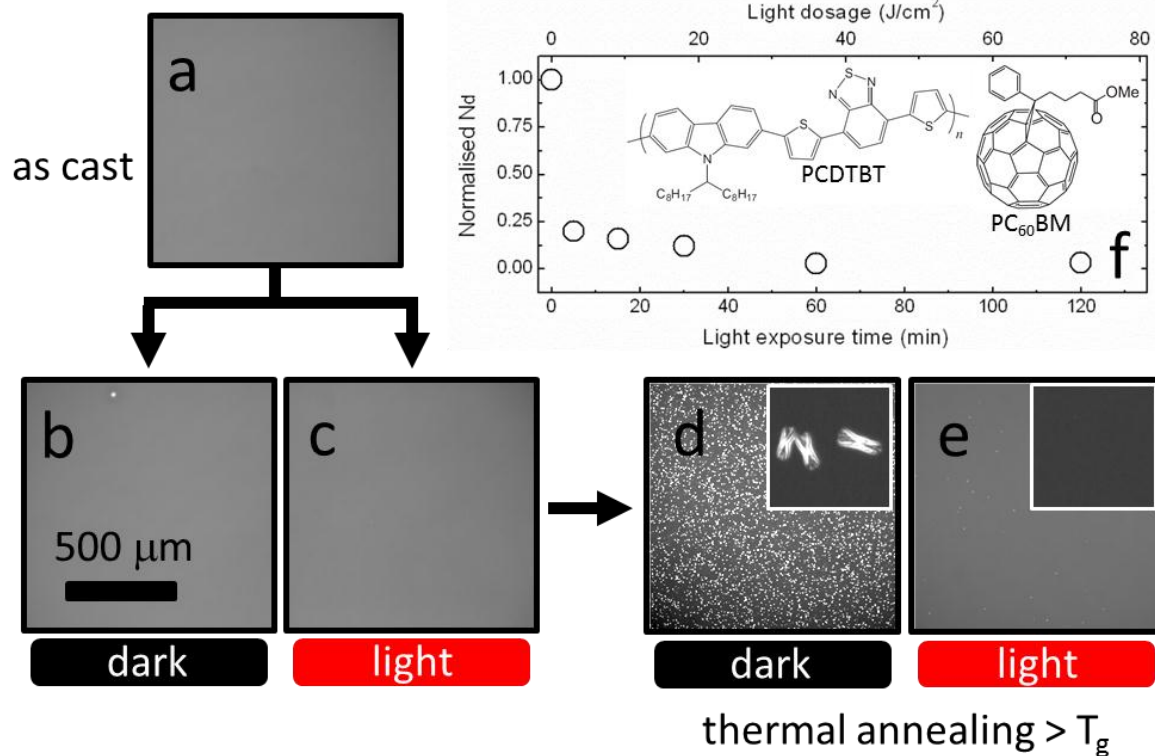 a
as cast
Light dosage (J/cm²)
0 20 40 60 80
Normalised Nd
1.00
0.75
0.50
0.25
0.00
S
N N
S
S
n
N
C₈H₁₇ C₈H₁₇
PCDTBT
OMe
O
PC₆₀BM
f
0 20 40 60 80 100 120
Light exposure time (min)
b
500 μm
c
d
e
dark
light
dark
light
thermal annealing > Tg